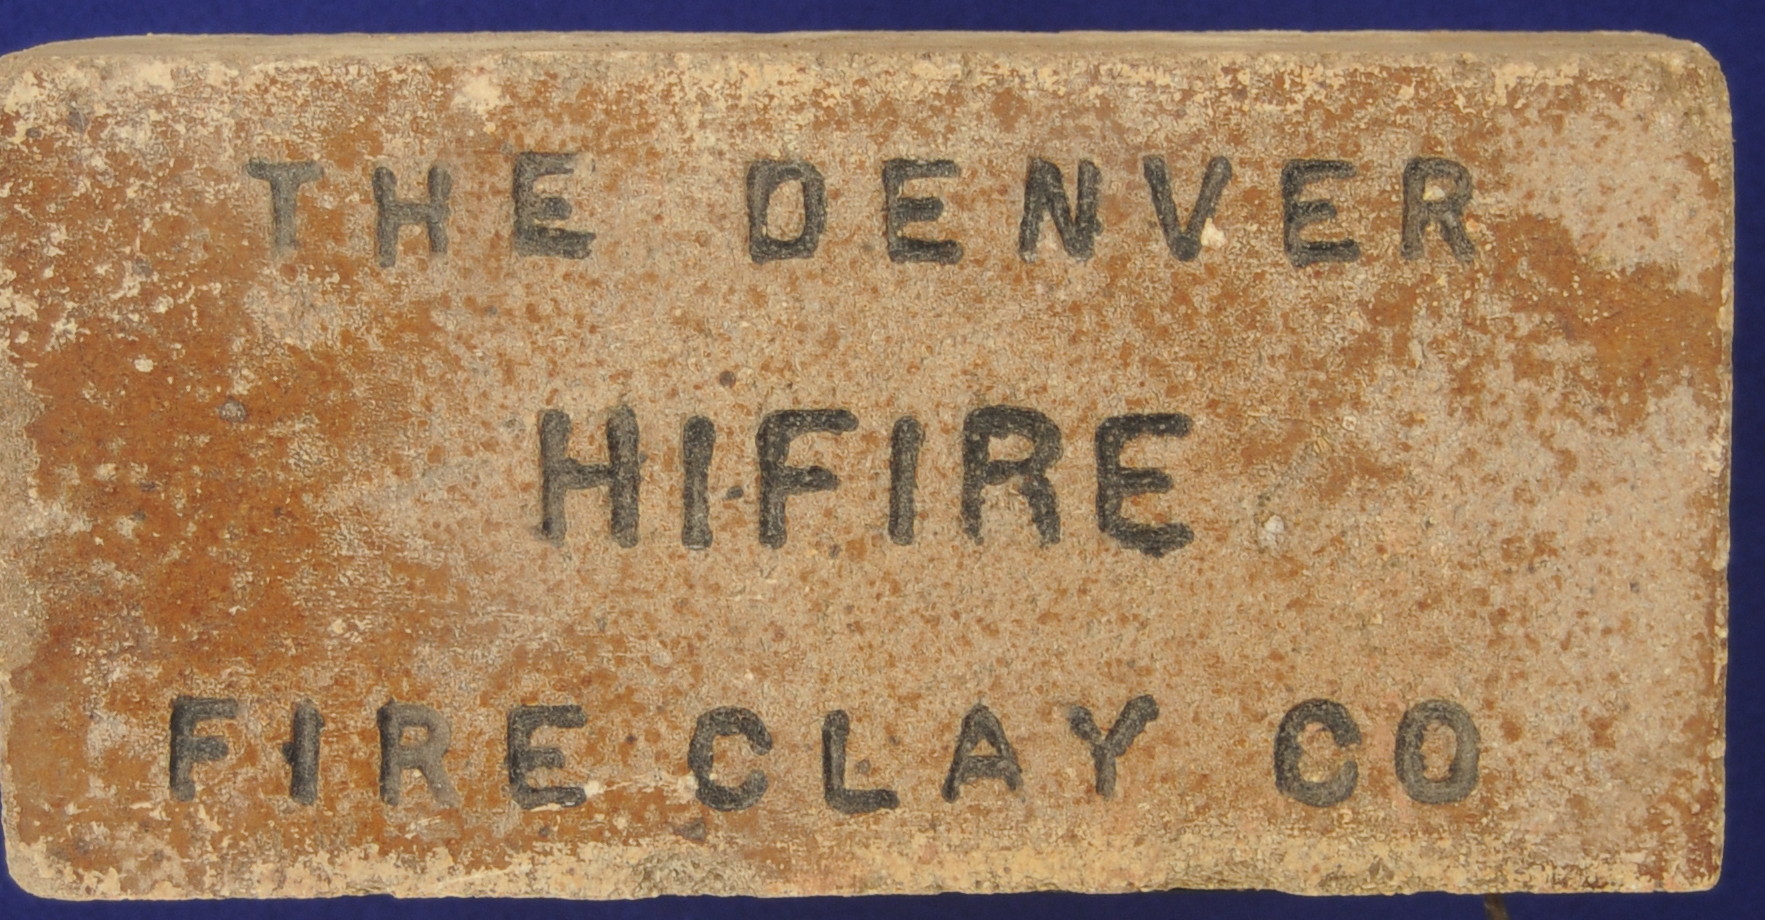 THE DENVER
HIFIRE
FIRE CLAY CO